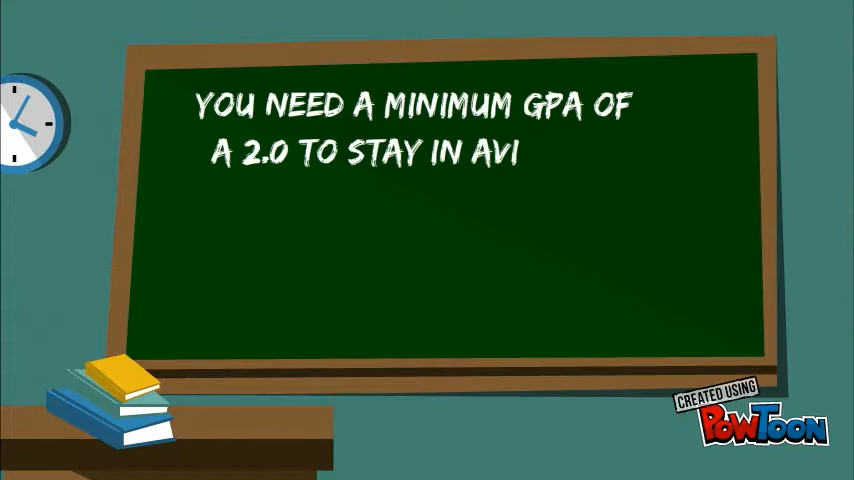 YOU NEED A MINIMUM GPA OF
A 2.0 TO STAY IN AVI
CREATED USING
POWTOON